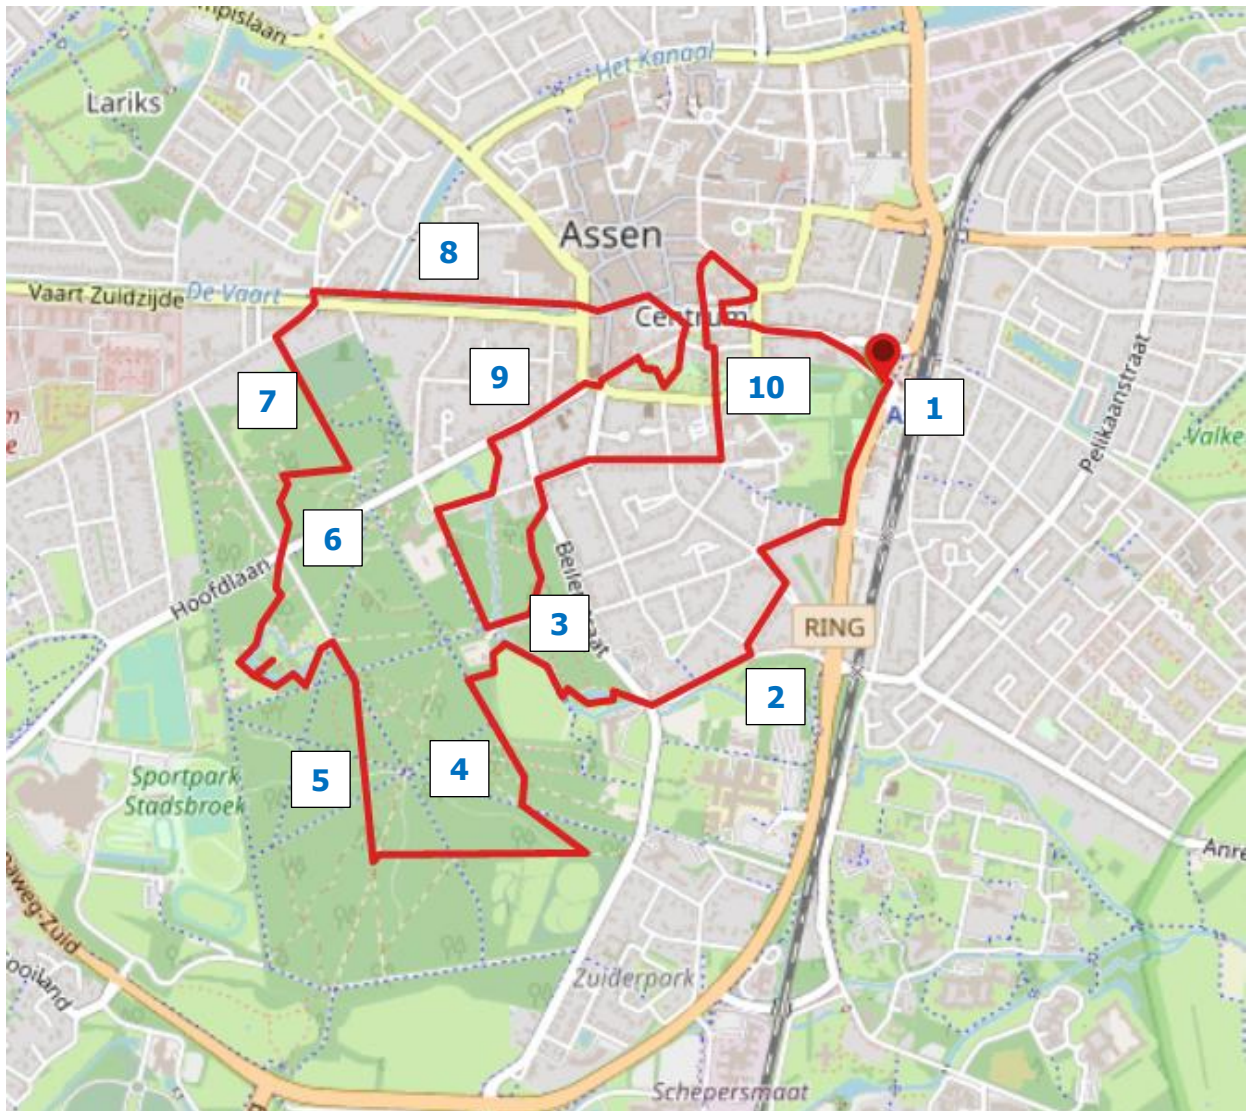 Lariks
Het Kanaal
Assen
8
Vaart Zuidzijde
De Vaart
Centrum
9
10
7
1
Pelikaanstraat
Valke
6
Hoofdlaan
3
RING
2
4
5
Sportpark
Stadsbroek
Anre
Zuiderpark
Schepersmaat